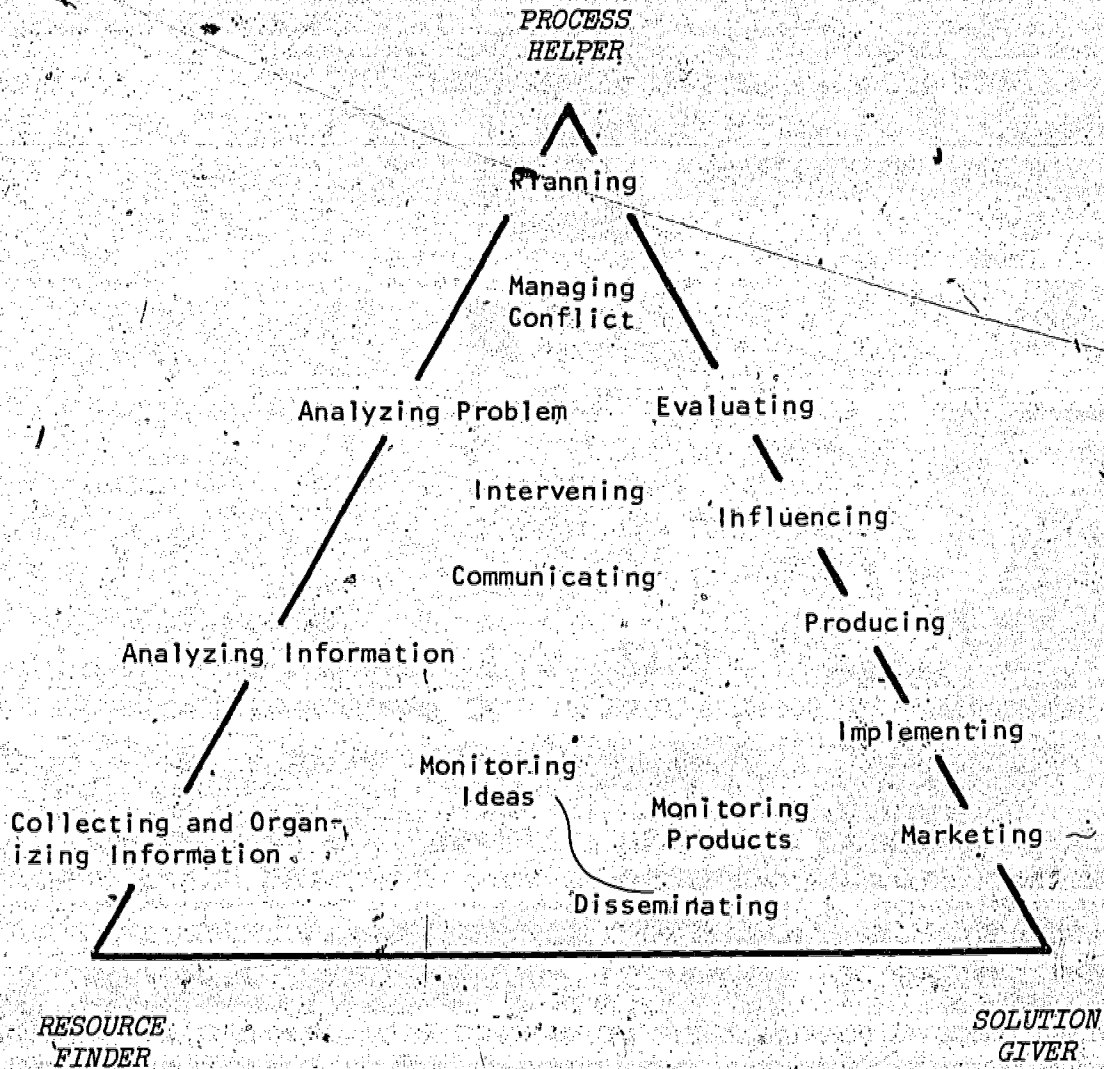 PROCESS
HELPER
Planning
Managing
Conflict
Analyzing Problem
Evaluating
Intervening
Influencing
Communicating
Producing
Analyzing Information
Implementing
Monitoring
Ideas
Monitoring
Products
Collecting and Organ-
izing Information
Marketing
Disseminating
RESOURCE
FINDER
SOLUTION
GIVER